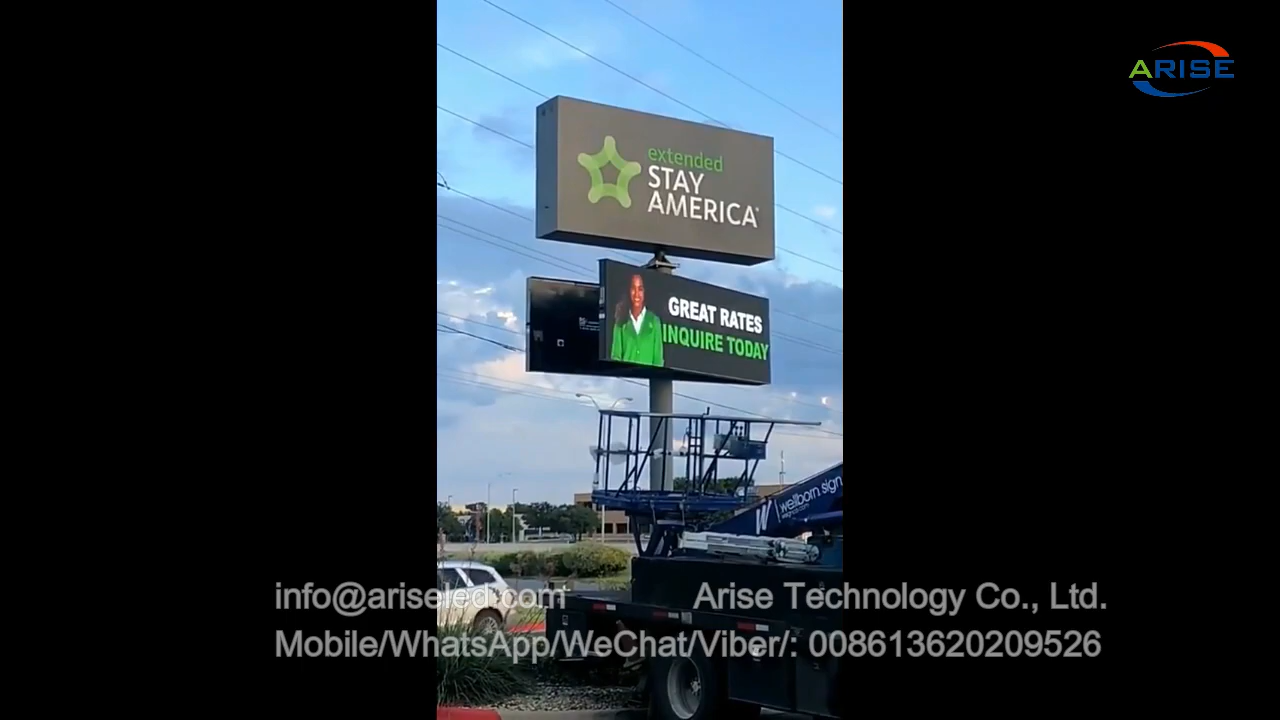 ARISE
extended
STAY
AMERICA
GREAT RATES
INQUIRE TODAY
W wellborn sign
info@ariseled.com Arise Technology Co., Ltd.
Mobile/WhatsApp/WeChat/Viber/: 008613620209526